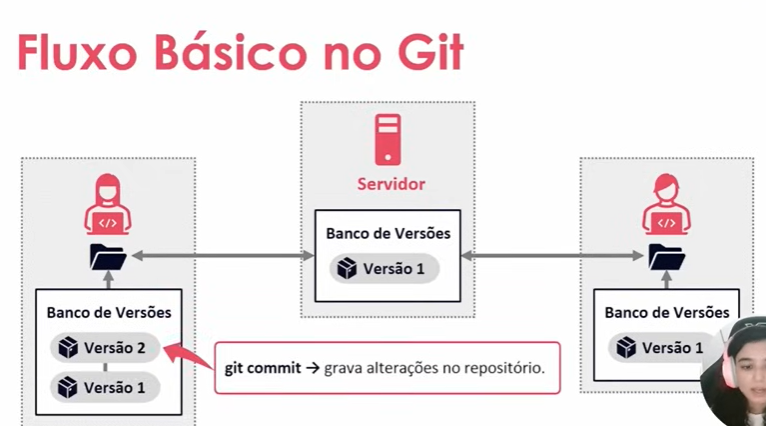 Fluxo Básico no Git
Servidor
Banco de Versões
Versão 1
Banco de Versões
Versão 2
Versão 1
git commit → grava alterações no repositório.
Banco de Versões
Versão 1